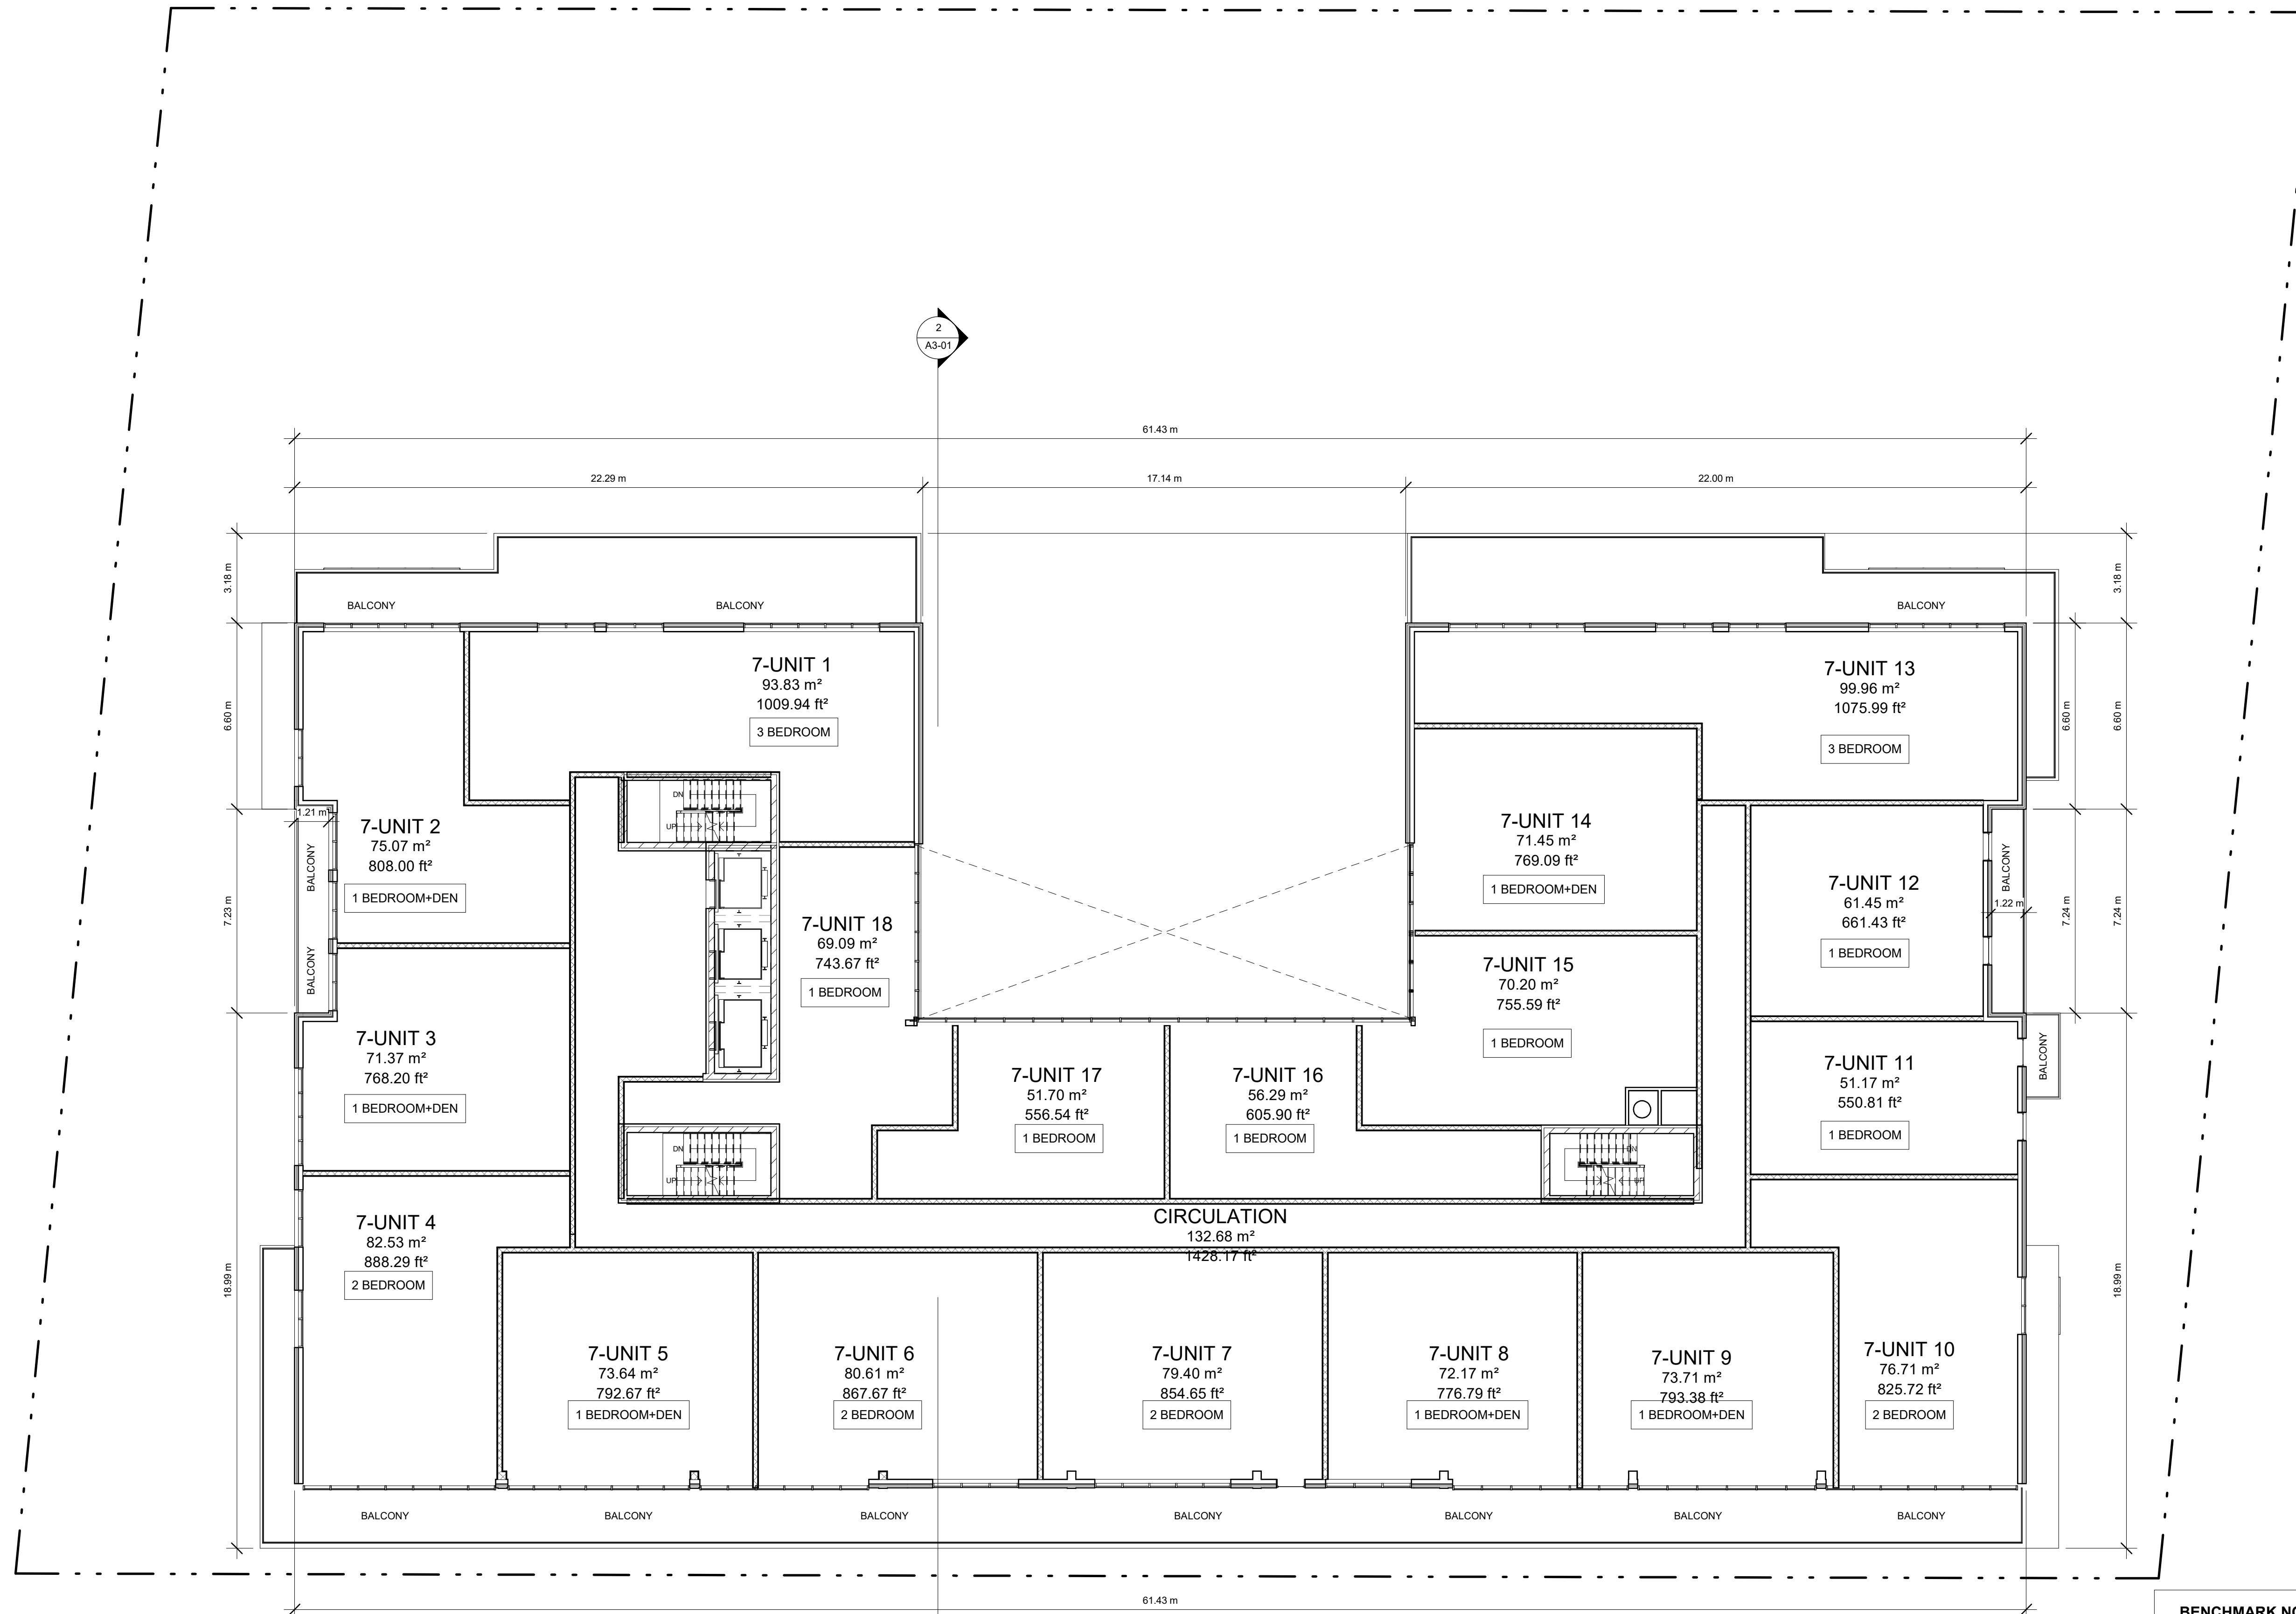 2
A3-01
61.43 m
22.29 m
17.14 m
22.00 m
3.18 m
3.18 m
BALCONY
BALCONY
BALCONY
7-UNIT 1
93.83 m²
1009.94 ft²
3 BEDROOM
7-UNIT 13
99.96 m²
1075.99 ft²
3 BEDROOM
6.60 m
6.60 m
6.60 m
DN
UP
1.21 m
7-UNIT 2
75.07 m²
808.00 ft²
1 BEDROOM+DEN
BALCONY
BALCONY
7.23 m
7-UNIT 14
71.45 m²
769.09 ft²
1 BEDROOM+DEN
7-UNIT 12
61.45 m²
661.43 ft²
1 BEDROOM
BALCONY
1.22 m
7.24 m
7.24 m
7-UNIT 18
69.09 m²
743.67 ft²
1 BEDROOM
7-UNIT 15
70.20 m²
755.59 ft²
1 BEDROOM
7-UNIT 3
71.37 m²
768.20 ft²
1 BEDROOM+DEN
7-UNIT 17
51.70 m²
556.54 ft²
1 BEDROOM
7-UNIT 16
56.29 m²
605.90 ft²
1 BEDROOM
7-UNIT 11
51.17 m²
550.81 ft²
1 BEDROOM
BALCONY
DN
UP
DN
UP
CIRCULATION
132.68 m²
1428.17 ft²
7-UNIT 4
82.53 m²
888.29 ft²
2 BEDROOM
18.99 m
18.99 m
7-UNIT 5
73.64 m²
792.67 ft²
1 BEDROOM+DEN
7-UNIT 6
80.61 m²
867.67 ft²
2 BEDROOM
7-UNIT 7
79.40 m²
854.65 ft²
2 BEDROOM
7-UNIT 8
72.17 m²
776.79 ft²
1 BEDROOM+DEN
7-UNIT 9
73.71 m²
793.38 ft²
1 BEDROOM+DEN
7-UNIT 10
76.71 m²
825.72 ft²
2 BEDROOM
BALCONY
BALCONY
BALCONY
BALCONY
BALCONY
BALCONY
BALCONY
61.43 m
BENCHMARK